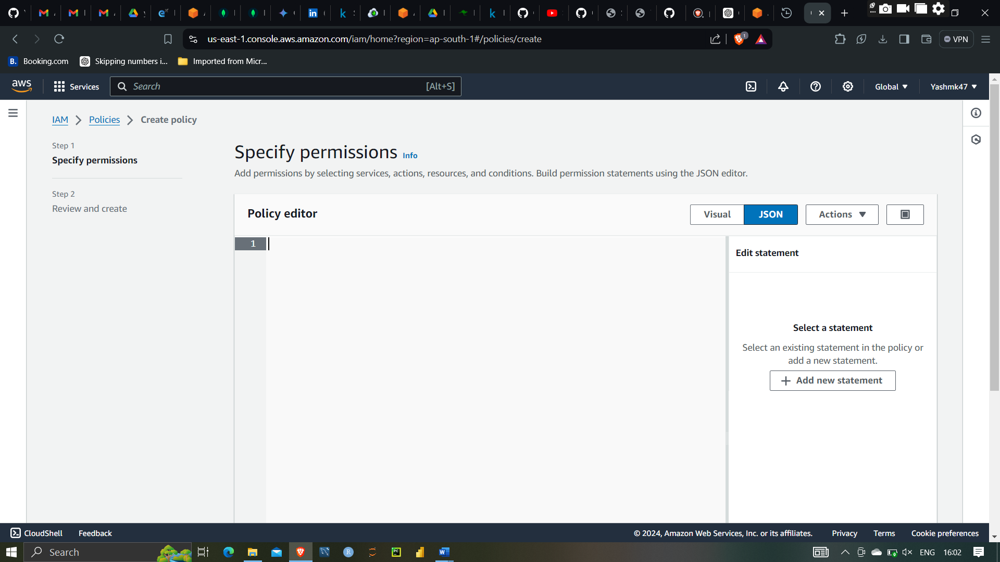 us-east-1.console.aws.amazon.com/iam/home?region=ap-south-1#/policies/create
1
VPN
B. Booking.com
Skipping numbers i...
Imported from Micr...
aws
Services
Search
[Alt+S]
Global
Yashmk47
IAM
Policies
Create policy
Step 1
Specify permissions
Step 2
Review and create
Specify permissions
Info
Add permissions by selecting services, actions, resources, and conditions. Build permission statements using the JSON editor.
Policy editor
Visual
JSON
Actions
1
Edit statement
Select a statement
Select an existing statement in the policy or
add a new statement.
Add new statement
CloudShell
Feedback
© 2024, Amazon Web Services, Inc. or its affiliates.
Privacy
Terms
Cookie preferences
Search
ENG
16:02